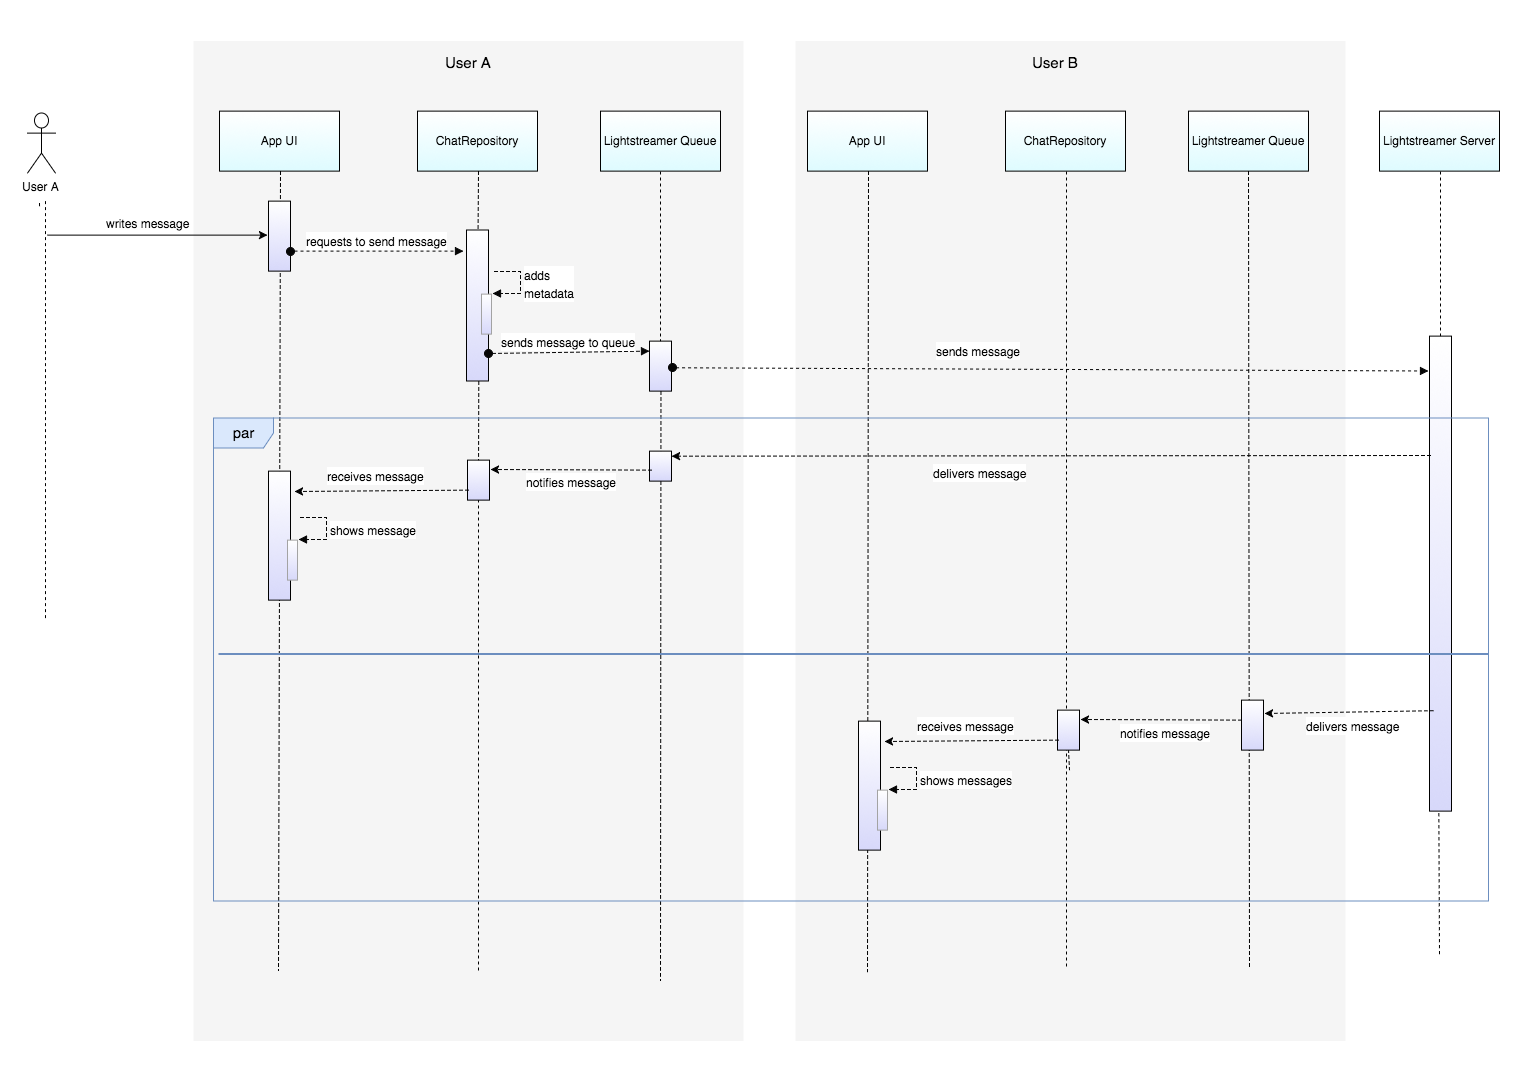 User A
User B
App UI
ChatRepository
Lightstreamer Queue
App UI
ChatRepository
Lightstreamer Queue
Lightstreamer Server
User A
writes message
requests to send message
adds
metadata
sends message to queue
sends message
par
delivers message
notifies message
receives message
shows message
delivers message
notifies message
receives message
shows messages